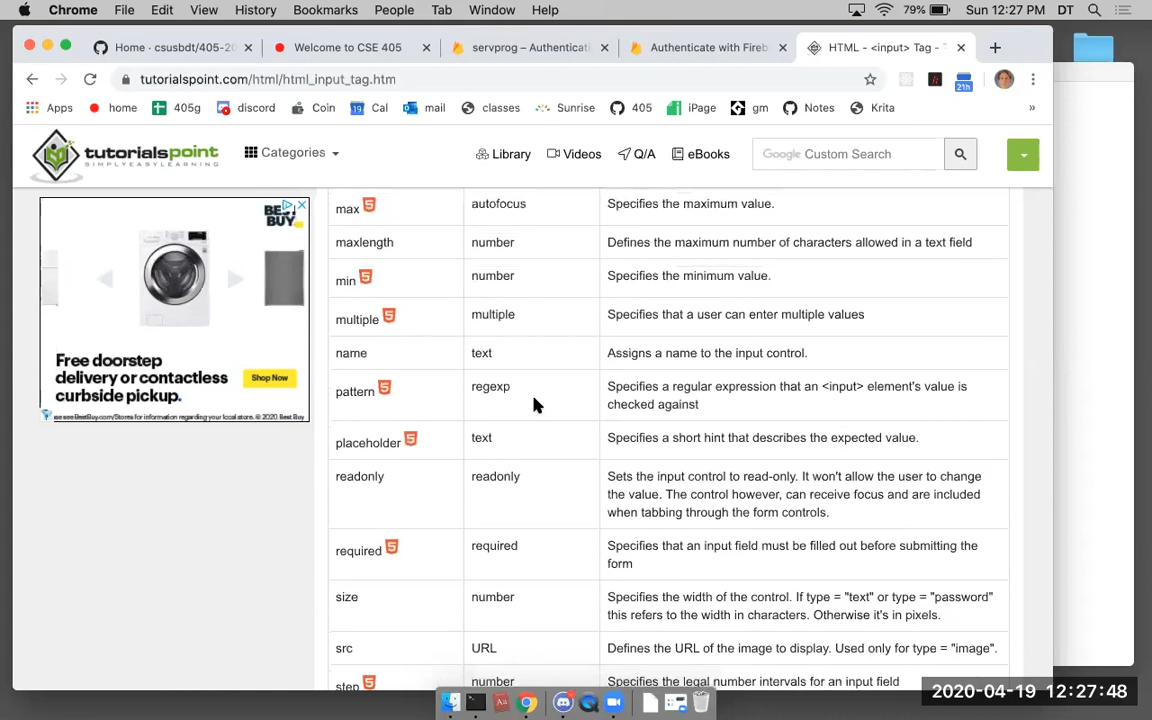 Chrome File Edit View History Bookmarks People Tab Window Help 79% Sun 12:27 PM DT
Home · csusbdt/405-20 Welcome to CSE 405 servprog – Authenticati Authenticate with Fireb HTML - <input> Tag -
tutorialspoint.com/html/html_input_tag.htm
21h
Apps home 405g discord Coin 19 Cal mail classes Sunrise 405 iPage gm Notes Krita »
tutorialspoint
SIMPLYEASYLEARNING
Categories
Library Videos Q/A eBooks
Google Custom Search
BEST
BUY
Free doorstep
delivery or contactless
curbside pickup.
Shop Now
max autofocus Specifies the maximum value.
maxlength number Defines the maximum number of characters allowed in a text field
min number Specifies the minimum value.
multiple multiple Specifies that a user can enter multiple values
name text Assigns a name to the input control.
pattern regexp Specifies a regular expression that an <input> element's value is
checked against
placeholder text Specifies a short hint that describes the expected value.
readonly readonly Sets the input control to read-only. It won't allow the user to change
the value. The control however, can receive focus and are included
when tabbing through the form controls.
required required Specifies that an input field must be filled out before submitting the
form
size number Specifies the width of the control. If type = "text" or type = "password"
this refers to the width in characters. Otherwise it's in pixels.
src URL Defines the URL of the image to display. Used only for type = "image".
step number Specifies the legal number intervals for an input field
2020-04-19 12:27:48